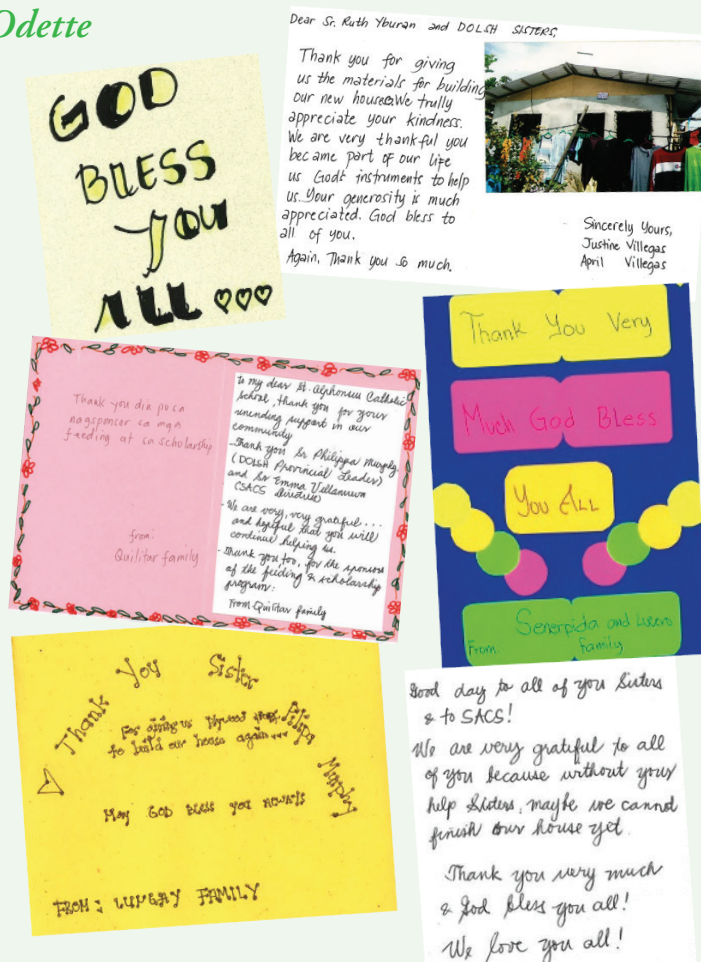 Odette
GOD
BLESS
YOU
ALL
Dear Sr. Ruth Yburan and DOLSH SISTERS,
Thank you for giving
us the materials for building
our new houses. We trully
appreciate your kindness.
We are very thankful you
became part of our life
us God's instruments to help
us. Your generosity is much
appreciated. God bless to
all of you.
Again, Thank you so much.
Sincerely Yours,
Justine Villegas
April Villegas
Thank you din po sa
nagsponsor sa mga
feeding at sa scholarship
from:
Quilitar family
to my dear St. Alphonsus Catholic
School, thank you for your
unending support in our
community
- Thank you Sr Philippa Murphy
(DOLSH Provincial Leader)
and Sr Emma
CSACS
- We are very, very gratiful...
and hopeful that you will
continue helping us.
- thank you too, for the sponsors
of the feeding & scholarship
program.
From Quilitar family
Thank You Very
Much God Bless
You ALL
From: Senerpida and Lucero
Family
Thank You Sister Filipa Murphy
For giving us
to build our house again...
May GOD BLESS you ALWAYS
FROM: LUMGAY FAMILY
Good day to all of you Sisters
& to SACS!
We are very gratiful to all
of you because without your
help Sisters, maybe we cannot
finish our house yet.
Thank you very much
& God bless you all!
We love you all!